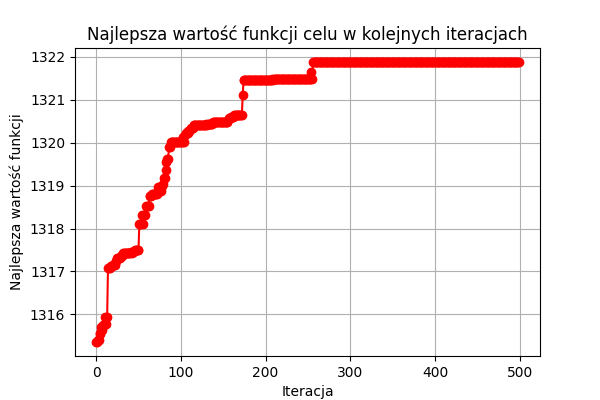 Najlepsza wartość funkcji celu w kolejnych iteracjach
1322
1321
1320
1319
1318
1317
1316
Najlepsza wartość funkcji
0 100 200 300 400 500
Iteracja